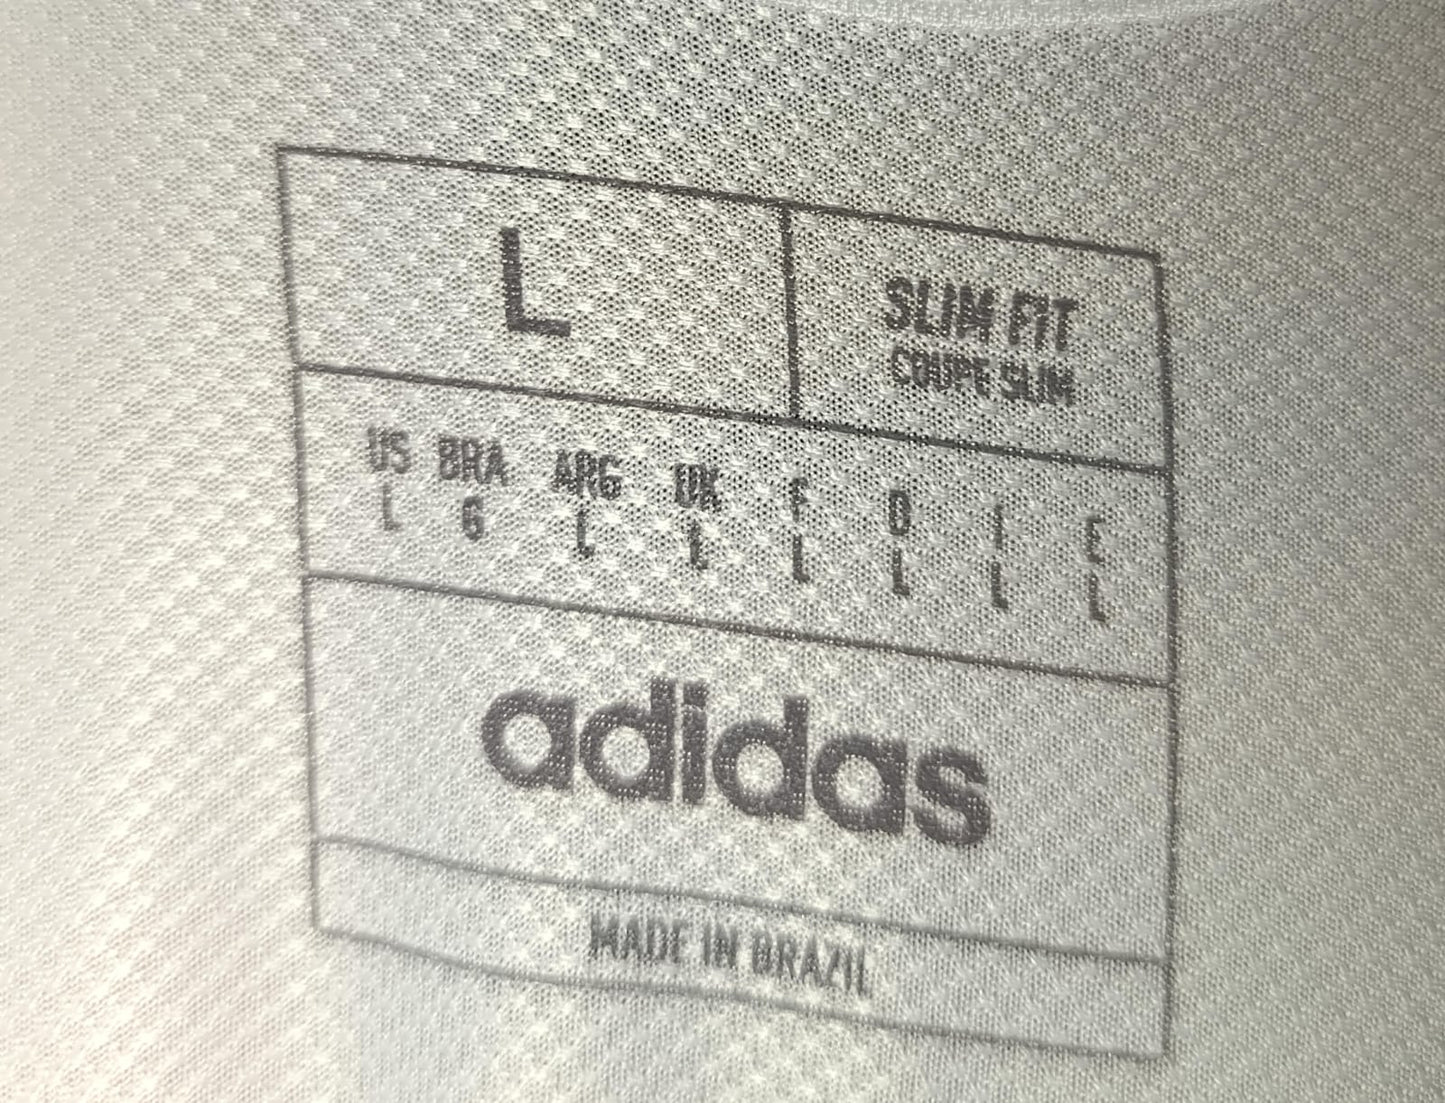 L
SLIM FIT
COUPE SLIM
US BRA ARG UK F D I E
L G L L L L L L
adidas
MADE IN BRAZIL